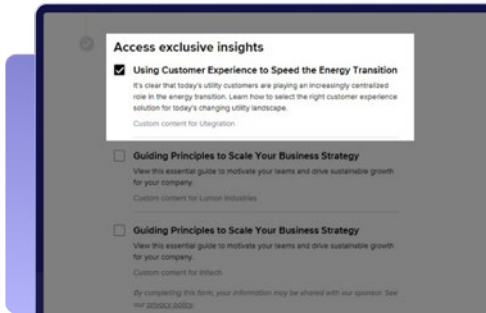 Access exclusive insights
Using Customer Experience to Speed the Energy Transition
It's clear that today's utility customers are playing an increasingly centralized
role in the energy transition. Learn how to select the right customer experience
solution for today's changing utility landscape.
Custom content for Utegration
Guiding Principles to Scale Your Business Strategy
View this essential guide to motivate your teams and drive sustainable growth
for your company.
Custom content for Lumon Industries
Guiding Principles to Scale Your Business Strategy
View this essential guide to motivate your teams and drive sustainable growth
for your company.
Custom content for Initech
By completing this form, your information may be shared with our sponsor. See
our privacy policy